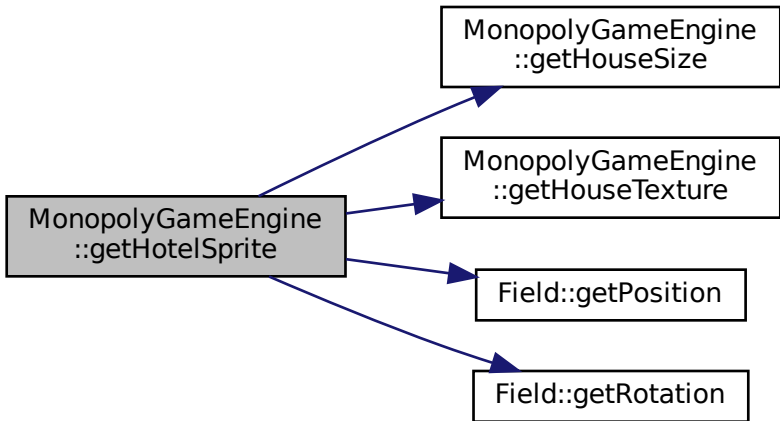 MonopolyGameEngine
::getHouseSize
MonopolyGameEngine
::getHouseTexture
MonopolyGameEngine
::getHotelSprite
Field::getPosition
Field::getRotation